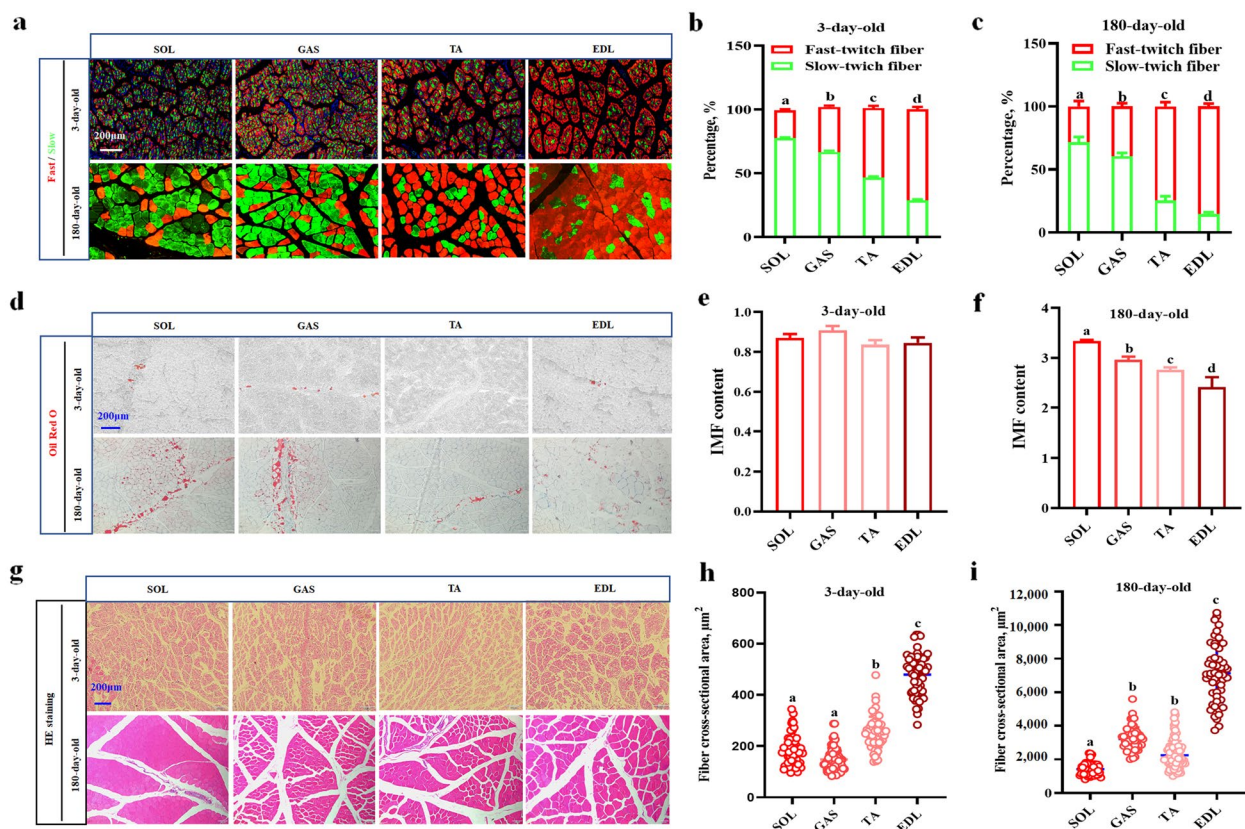 a
SOL GAS TA EDL
Fast / Slow
3-day-old
200μm
180-day-old
b
3-day-old
Fast-twitch fiber
Slow-twich fiber
Percentage, %
150
100
50
0
a b c d
SOL GAS TA EDL
c
180-day-old
Fast-twitch fiber
Slow-twich fiber
Percentage, %
150
100
50
0
a b c d
SOL GAS TA EDL
d
SOL GAS TA EDL
Oil Red O
3-day-old
200μm
180-day-old
e
3-day-old
IMF content
1.0
0.8
0.6
0.4
0.2
0.0
SOL GAS TA EDL
f
180-day-old
IMF content
4
3
2
1
0
a b c d
SOL GAS TA EDL
g
SOL GAS TA EDL
HE staining
3-day-old
200μm
180-day-old
h
3-day-old
Fiber cross-sectional area, μm²
800
600
400
200
0
a a b c
SOL GAS TA EDL
i
180-day-old
Fiber cross-sectional area, μm²
12,000
10,000
8,000
6,000
4,000
2,000
0
a b b c
SOL GAS TA EDL